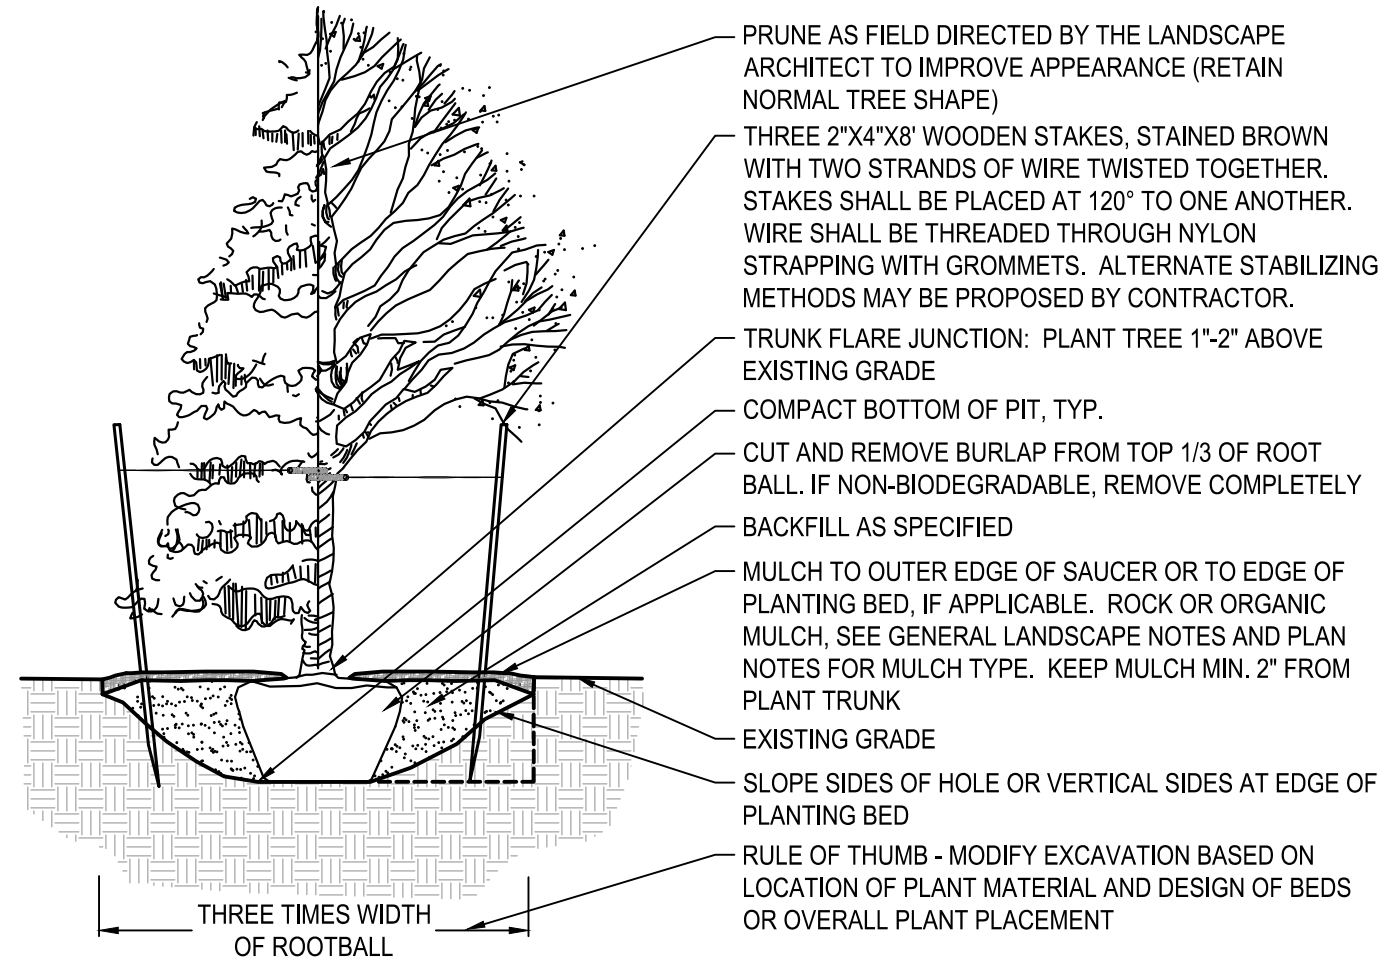 PRUNE AS FIELD DIRECTED BY THE LANDSCAPE
ARCHITECT TO IMPROVE APPEARANCE (RETAIN
NORMAL TREE SHAPE)
THREE 2"X4"X8' WOODEN STAKES, STAINED BROWN
WITH TWO STRANDS OF WIRE TWISTED TOGETHER.
STAKES SHALL BE PLACED AT 120° TO ONE ANOTHER.
WIRE SHALL BE THREADED THROUGH NYLON
STRAPPING WITH GROMMETS.  ALTERNATE STABILIZING
METHODS MAY BE PROPOSED BY CONTRACTOR.
TRUNK FLARE JUNCTION:  PLANT TREE 1"-2" ABOVE
EXISTING GRADE
COMPACT BOTTOM OF PIT, TYP.
CUT AND REMOVE BURLAP FROM TOP 1/3 OF ROOT
BALL. IF NON-BIODEGRADABLE, REMOVE COMPLETELY
BACKFILL AS SPECIFIED
MULCH TO OUTER EDGE OF SAUCER OR TO EDGE OF
PLANTING BED, IF APPLICABLE.  ROCK OR ORGANIC
MULCH, SEE GENERAL LANDSCAPE NOTES AND PLAN
NOTES FOR MULCH TYPE.  KEEP MULCH MIN. 2" FROM
PLANT TRUNK
EXISTING GRADE
SLOPE SIDES OF HOLE OR VERTICAL SIDES AT EDGE OF
PLANTING BED
RULE OF THUMB - MODIFY EXCAVATION BASED ON
LOCATION OF PLANT MATERIAL AND DESIGN OF BEDS
OR OVERALL PLANT PLACEMENT
THREE TIMES WIDTH
OF ROOTBALL